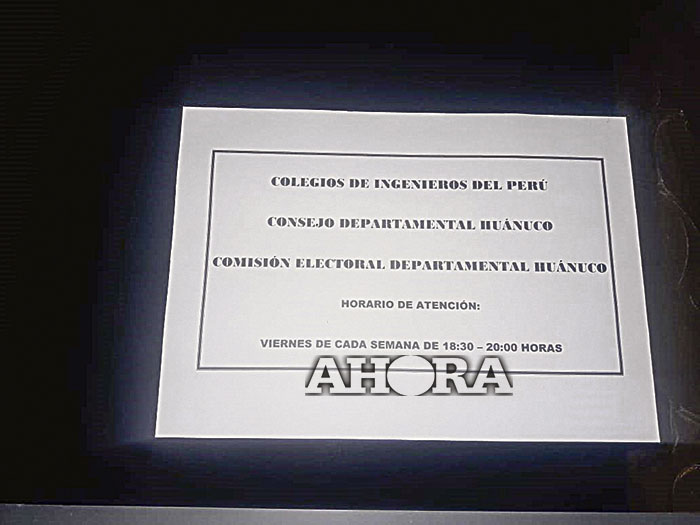 COLEGIOS DE INGENIEROS DEL PERÚ
CONSEJO DEPARTAMENTAL HUÁNUCO
COMISIÓN ELECTORAL DEPARTAMENTAL HUÁNUCO
HORARIO DE ATENCIÓN:
VIERNES DE CADA SEMANA DE 18:30 – 20:00 HORAS
AHORA